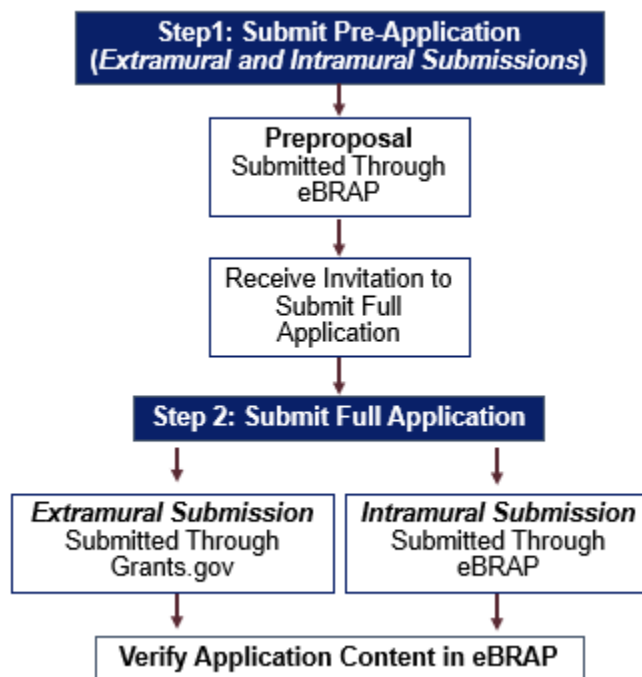 Step1: Submit Pre-Application
(Extramural and Intramural Submissions)
Preproposal
Submitted Through
eBRAP
Receive Invitation to
Submit Full
Application
Step 2: Submit Full Application
Extramural Submission
Submitted Through
Grants.gov
Intramural Submission
Submitted Through
eBRAP
Verify Application Content in eBRAP